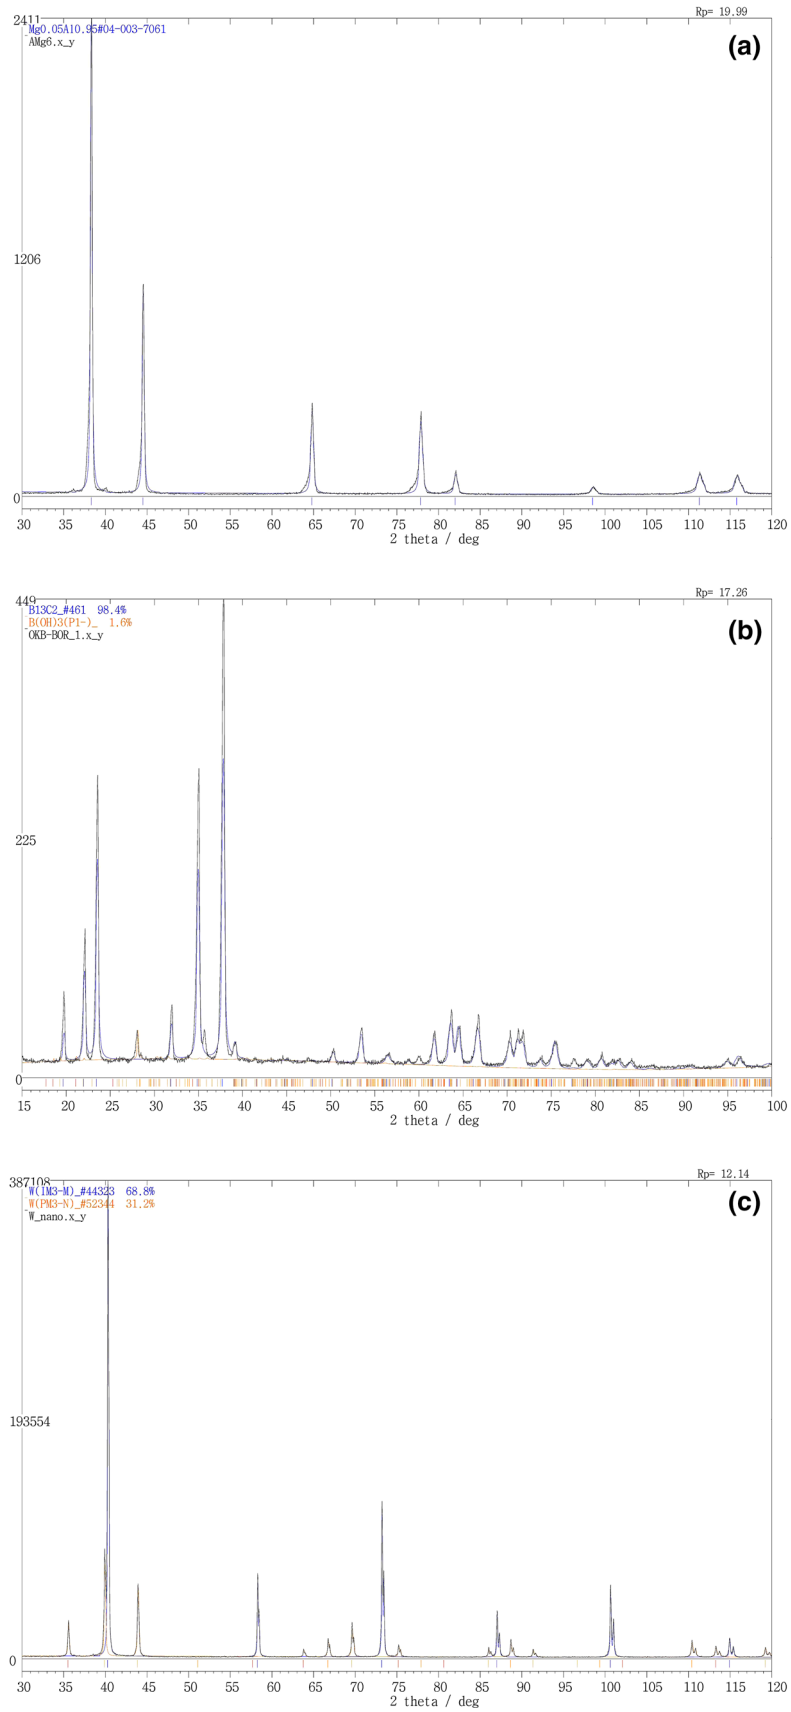 Rp= 19.99
2411
Mg0.05Al0.95#04-003-7061
AMg6.x_y
(a)
1206
0
30 35 40 45 50 55 60 65 70 75 80 85 90 95 100 105 110 115 120
2 theta / deg
Rp= 17.26
449
B13C2_#461 98.4%
B(OH)3(P1-)_ 1.6%
OKB-BOR_1.x_y
(b)
225
0
15 20 25 30 35 40 45 50 55 60 65 70 75 80 85 90 95 100
2 theta / deg
Rp= 12.14
387108
W(IM3-M)_#44323 68.8%
W(PM3-N)_#52344 31.2%
W_nano.x_y
(c)
193554
0
30 35 40 45 50 55 60 65 70 75 80 85 90 95 100 105 110 115 120
2 theta / deg